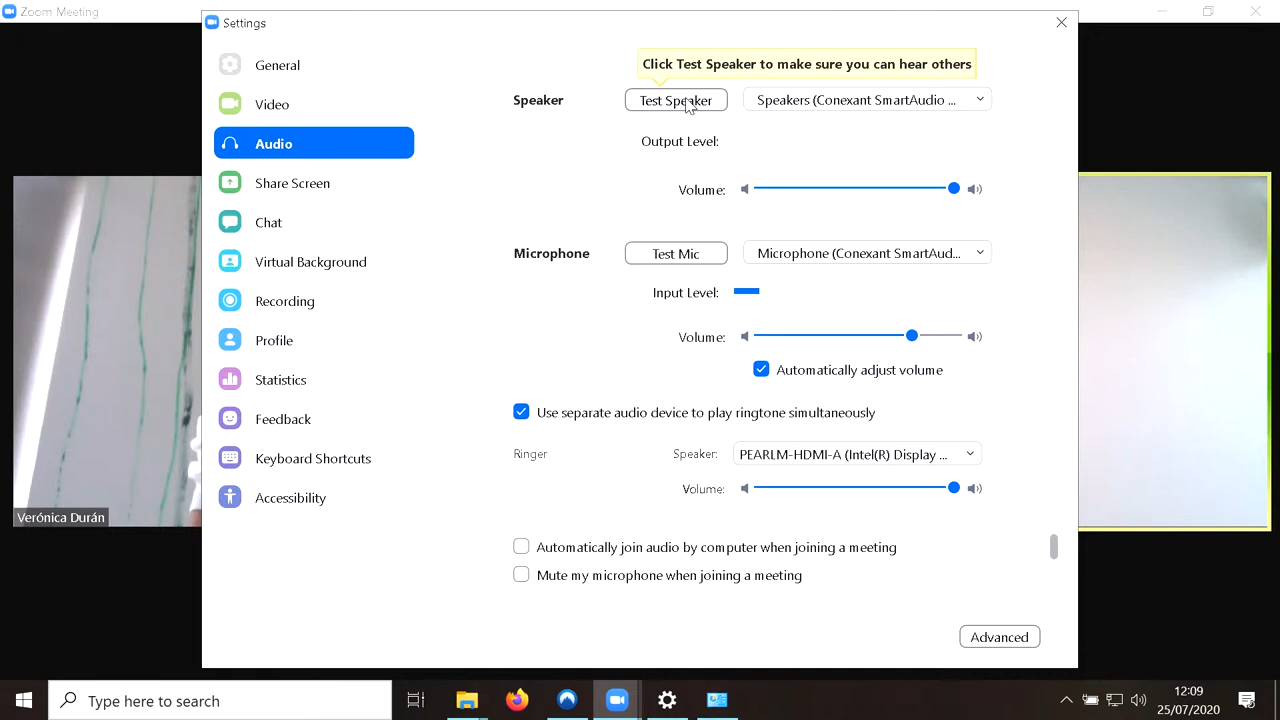 Zoom Meeting
Settings
General
Video
Audio
Share Screen
Chat
Virtual Background
Recording
Profile
Statistics
Feedback
Keyboard Shortcuts
Accessibility
Click Test Speaker to make sure you can hear others
Speaker
Test Speaker
Speakers (Conexant SmartAudio ...
Output Level:
Volume:
Microphone
Test Mic
Microphone (Conexant SmartAud...
Input Level:
Volume:
Automatically adjust volume
Use separate audio device to play ringtone simultaneously
Ringer
Speaker:
PEARLM-HDMI-A (Intel(R) Display ...
Volume:
Automatically join audio by computer when joining a meeting
Mute my microphone when joining a meeting
Advanced
Verónica Durán
Type here to search
12:09
25/07/2020